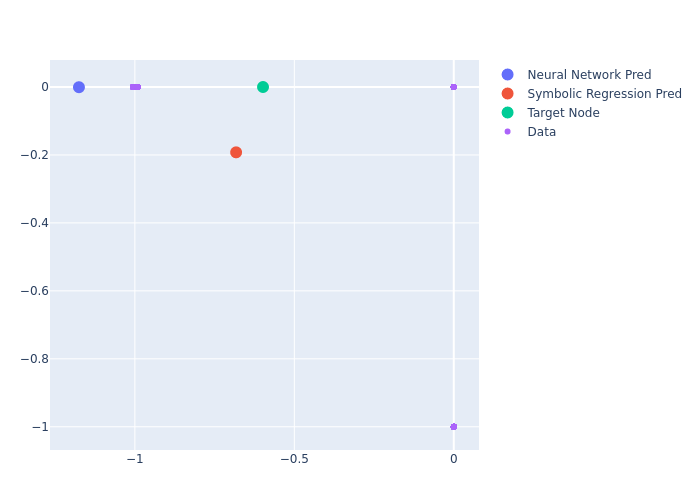 Neural Network Pred
Symbolic Regression Pred
Target Node
Data
0
−0.2
−0.4
−0.6
−0.8
−1
−1
−0.5
0